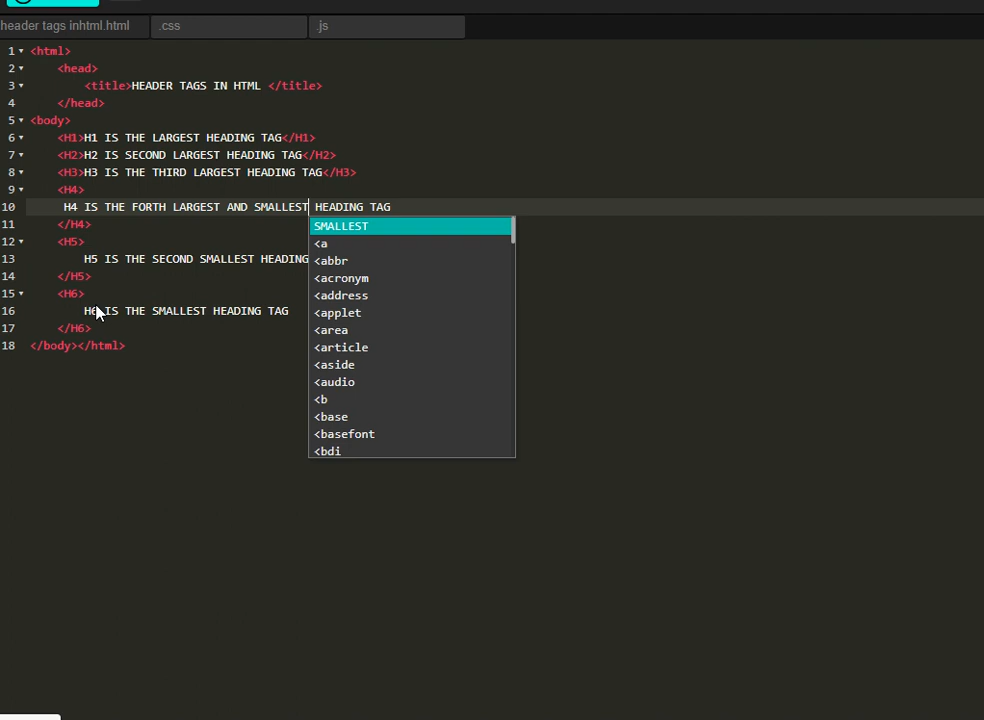 header tags inhtml.html .css .js
1 <html>
2 <head>
3 <title>HEADER TAGS IN HTML </title>
4 </head>
5 <body>
6 <H1>H1 IS THE LARGEST HEADING TAG</H1>
7 <H2>H2 IS SECOND LARGEST HEADING TAG</H2>
8 <H3>H3 IS THE THIRD LARGEST HEADING TAG</H3>
9 <H4>
10 H4 IS THE FORTH LARGEST AND SMALLEST HEADING TAG
11 </H4>
12 <H5>
13 H5 IS THE SECOND SMALLEST HEADING
14 </H5>
15 <H6>
16 H6 IS THE SMALLEST HEADING TAG
17 </H6>
18 </body></html>
SMALLEST
<a
<abbr
<acronym
<address
<applet
<area
<article
<aside
<audio
<b
<base
<basefont
<bdi